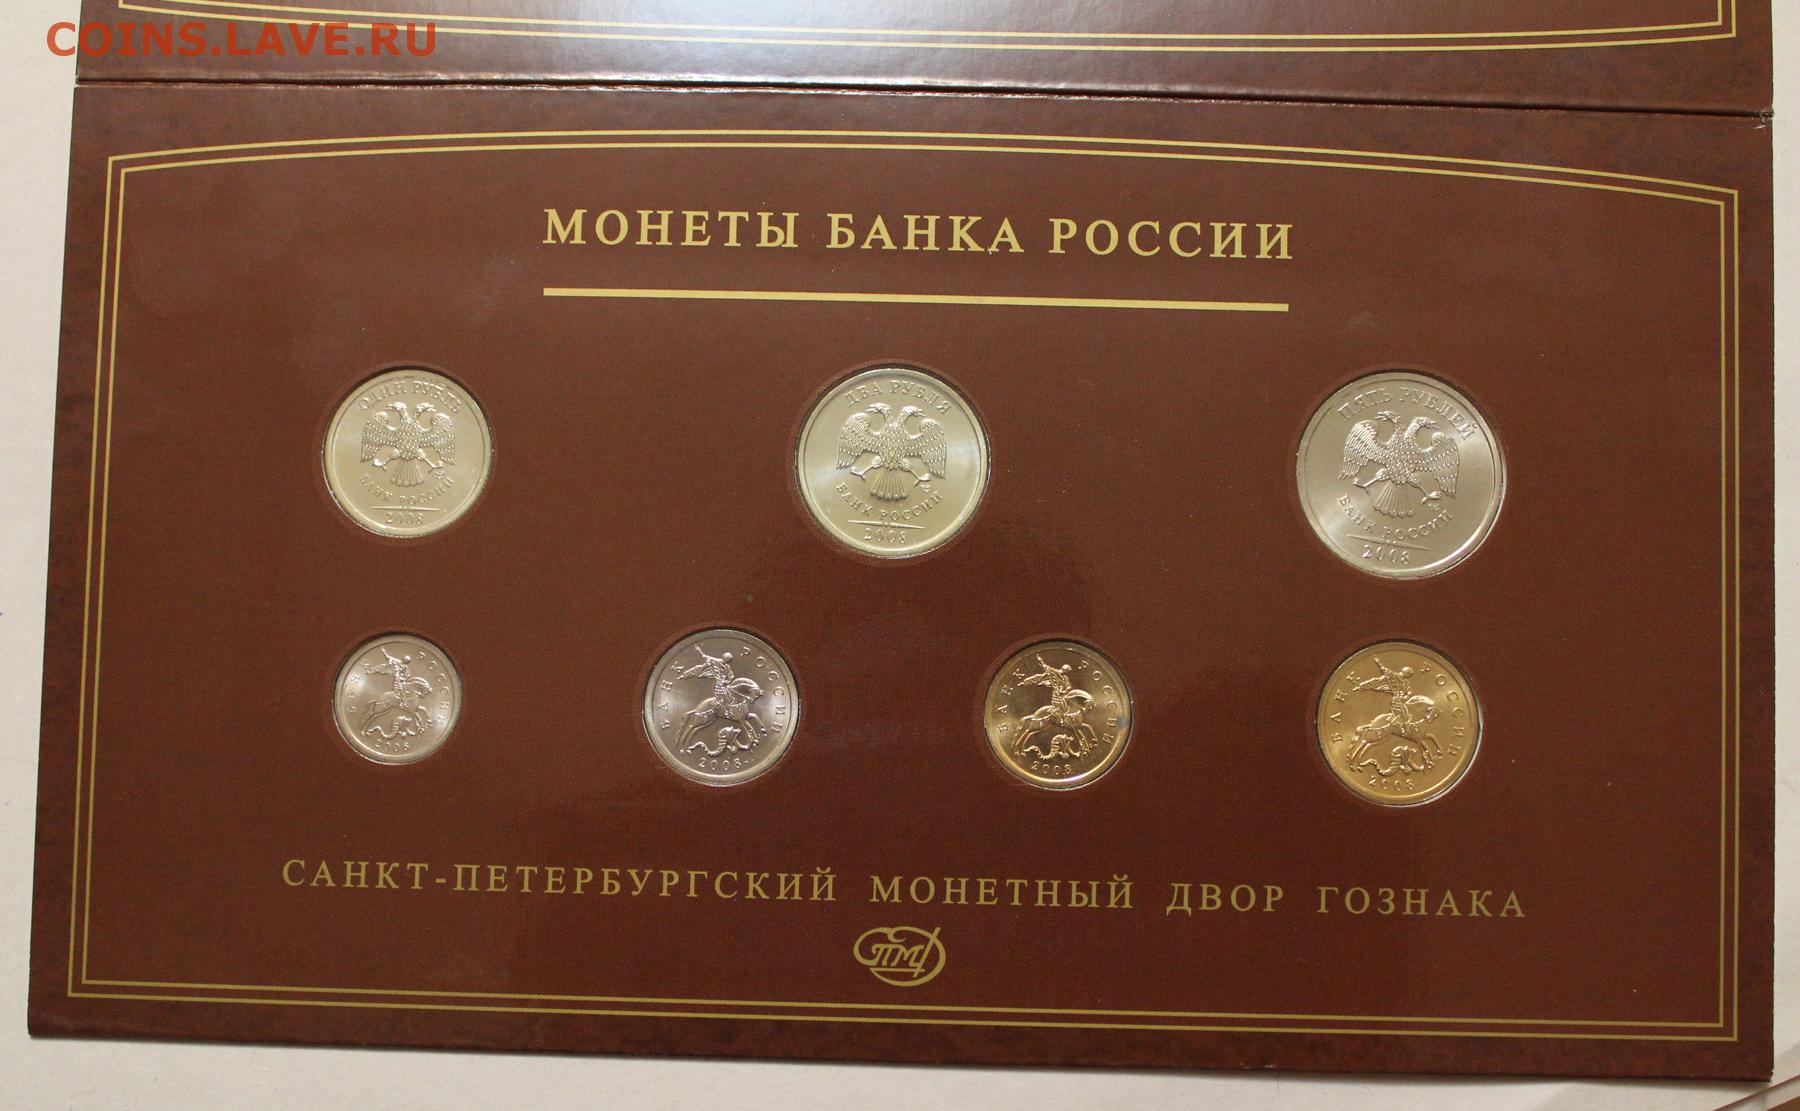 COINS.LAVE.RU
МОНЕТЫ БАНКА РОССИИ
ОДИН РУБЛЬ
БАНК РОССИИ
2008
ДВА РУБЛЯ
БАНК РОССИИ
2008
ПЯТЬ РУБЛЕЙ
БАНК РОССИИ
2008
БАНК РОССИИ
2008
БАНК РОССИИ
2008
БАНК РОССИИ
2008
БАНК РОССИИ
2008
САНКТ-ПЕТЕРБУРГСКИЙ МОНЕТНЫЙ ДВОР ГОЗНАКА
СПМД